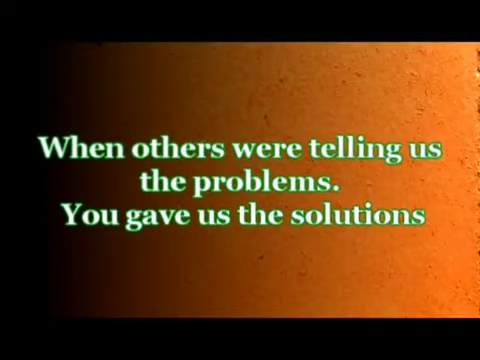 When others were telling us
the problems.
You gave us the solutions